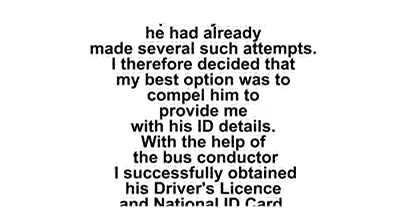 he had already
made several such attempts.
I therefore decided that
my best option was to
compel him to
provide me
with his ID details.
With the help of
the bus conductor
I successfully obtained
his Driver's Licence
and National ID Card